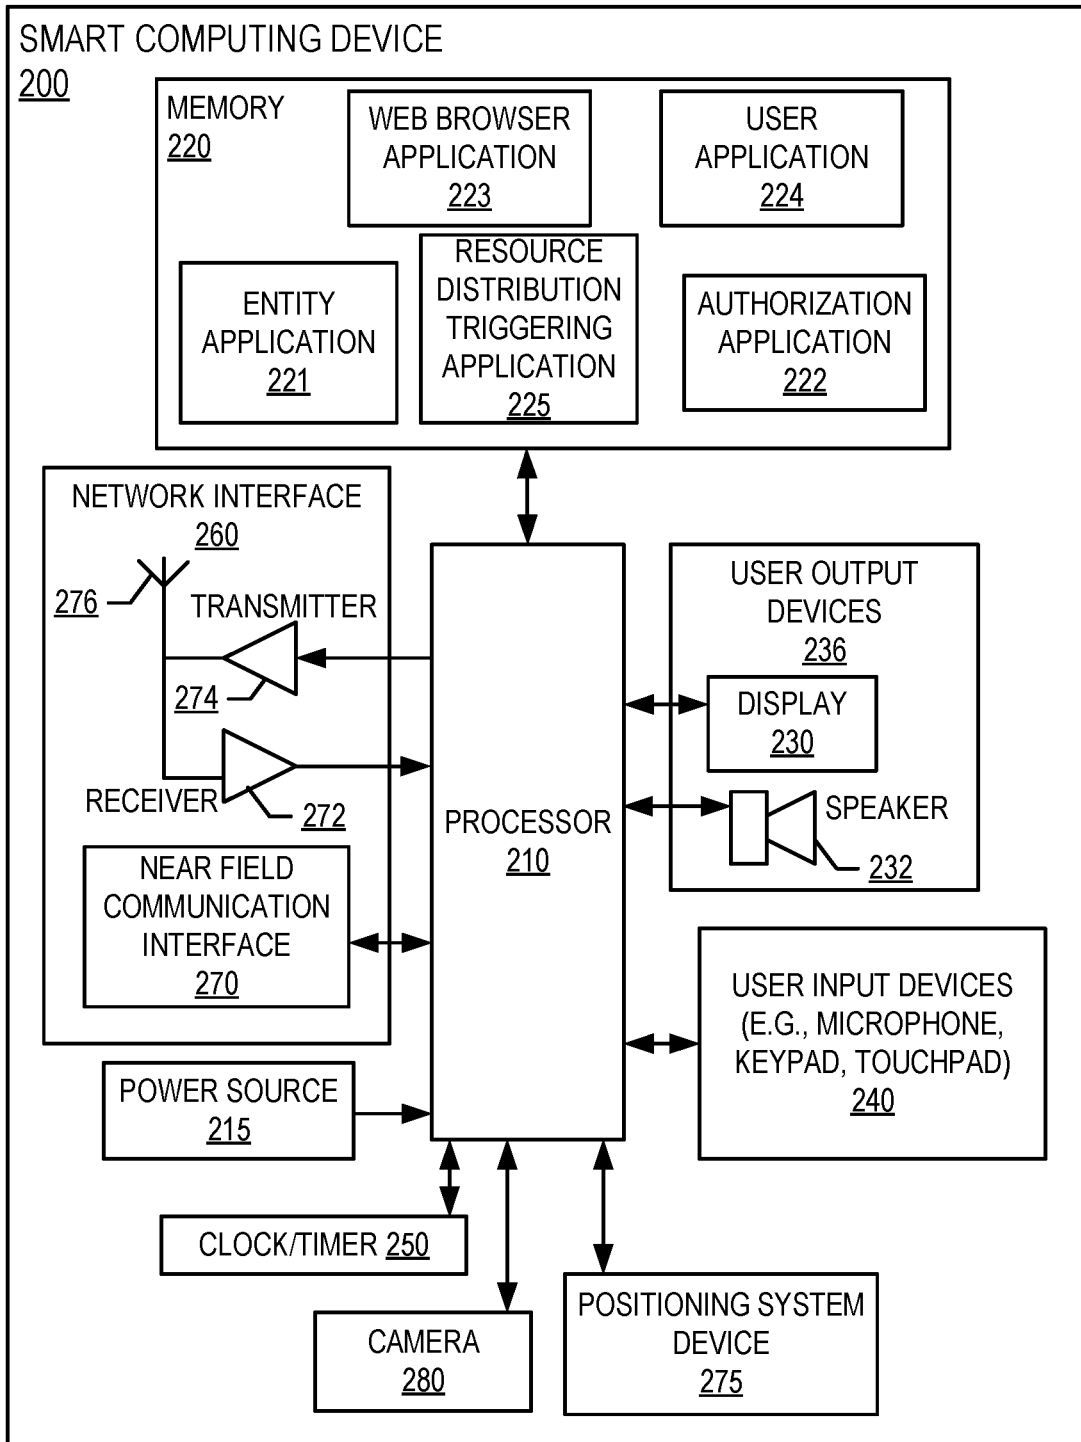 SMART COMPUTING DEVICE
200
MEMORY
220
WEB BROWSER
APPLICATION
223
USER
APPLICATION
224
ENTITY
APPLICATION
221
RESOURCE
DISTRIBUTION
TRIGGERING
APPLICATION
225
AUTHORIZATION
APPLICATION
222
NETWORK INTERFACE
260
276
TRANSMITTER
274
RECEIVER
272
NEAR FIELD
COMMUNICATION
INTERFACE
270
PROCESSOR
210
USER OUTPUT
DEVICES
236
DISPLAY
230
SPEAKER
232
USER INPUT DEVICES
(E.G., MICROPHONE,
KEYPAD, TOUCHPAD)
240
POWER SOURCE
215
CLOCK/TIMER 250
CAMERA
280
POSITIONING SYSTEM
DEVICE
275